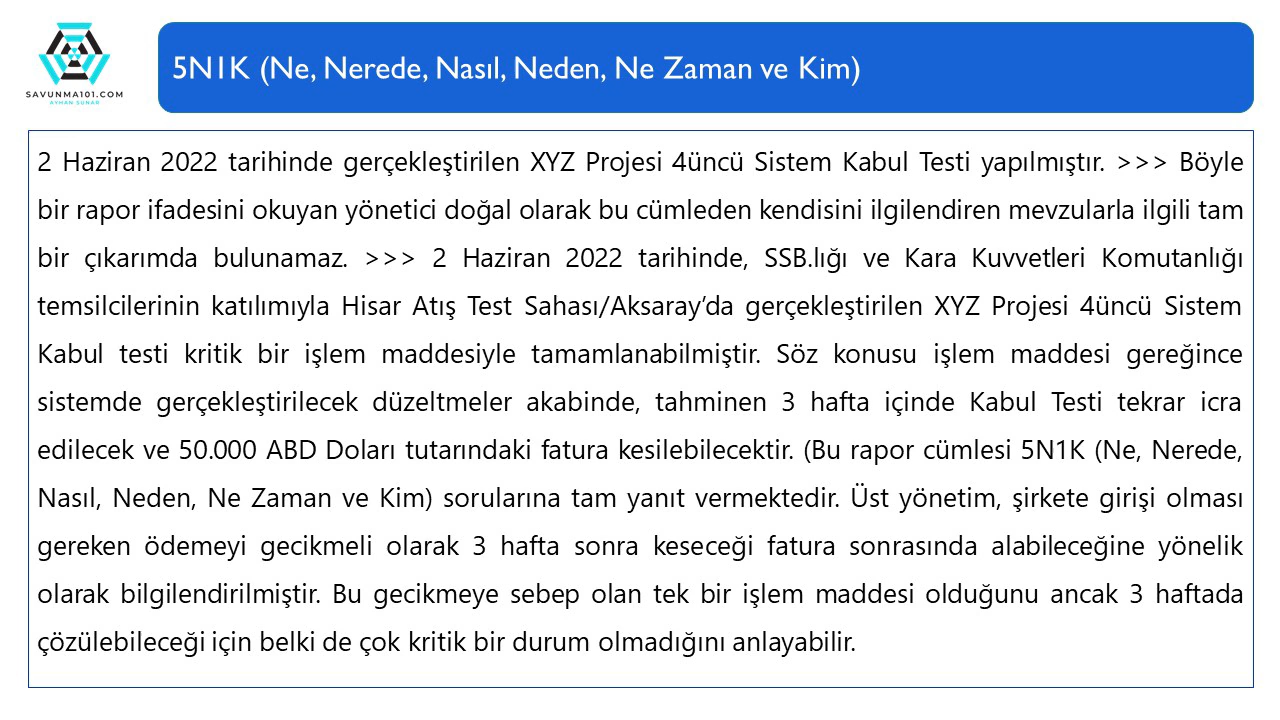 SAVUNMA101.COM
AYHAN SUNAR
5N1K (Ne, Nerede, Nasıl, Neden, Ne Zaman ve Kim)
2 Haziran 2022 tarihinde gerçekleştirilen XYZ Projesi 4üncü Sistem Kabul Testi yapılmıştır. >>> Böyle
bir rapor ifadesini okuyan yönetici doğal olarak bu cümleden kendisini ilgilendiren mevzularla ilgili tam
bir çıkarımda bulunamaz. >>> 2 Haziran 2022 tarihinde, SSB.lığı ve Kara Kuvvetleri Komutanlığı
temsilcilerinin katılımıyla Hisar Atış Test Sahası/Aksaray’da gerçekleştirilen XYZ Projesi 4üncü Sistem
Kabul testi kritik bir işlem maddesiyle tamamlanabilmiştir. Söz konusu işlem maddesi gereğince
sistemde gerçekleştirilecek düzeltmeler akabinde, tahminen 3 hafta içinde Kabul Testi tekrar icra
edilecek ve 50.000 ABD Doları tutarındaki fatura kesilebilecektir. (Bu rapor cümlesi 5N1K (Ne, Nerede,
Nasıl, Neden, Ne Zaman ve Kim) sorularına tam yanıt vermektedir. Üst yönetim, şirkete girişi olması
gereken ödemeyi gecikmeli olarak 3 hafta sonra keseceği fatura sonrasında alabileceğine yönelik
olarak bilgilendirilmiştir. Bu gecikmeye sebep olan tek bir işlem maddesi olduğunu ancak 3 haftada
çözülebileceği için belki de çok kritik bir durum olmadığını anlayabilir.